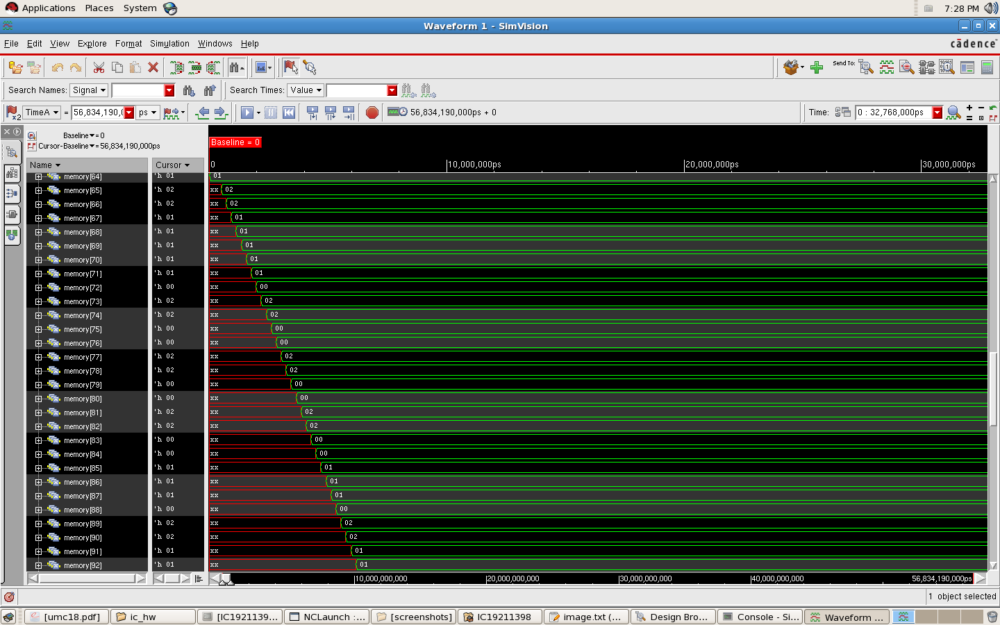 Applications Places System 7:28 PM
Waveform 1 - SimVision
File Edit View Explore Format Simulation Windows Help cādence
Send To:
Search Names: Signal Search Times: Value
x2 TimeA = 56,834,190,0 ps 56,834,190,000ps + 0 Time: 0 : 32,768,000ps
Baseline = 0
Cursor-Baseline = 56,834,190,000ps
Baseline = 0
Name Cursor 0 10,000,000ps 20,000,000ps 30,000,000ps
memory[64] 'h 01 01
memory[65] 'h 02 xx 02
memory[66] 'h 02 xx 02
memory[67] 'h 01 xx 01
memory[68] 'h 01 xx 01
memory[69] 'h 01 xx 01
memory[70] 'h 01 xx 01
memory[71] 'h 01 xx 01
memory[72] 'h 00 xx 00
memory[73] 'h 02 xx 02
memory[74] 'h 02 xx 02
memory[75] 'h 00 xx 00
memory[76] 'h 00 xx 00
memory[77] 'h 02 xx 02
memory[78] 'h 02 xx 02
memory[79] 'h 00 xx 00
memory[80] 'h 00 xx 00
memory[81] 'h 02 xx 02
memory[82] 'h 02 xx 02
memory[83] 'h 00 xx 00
memory[84] 'h 00 xx 00
memory[85] 'h 01 xx 01
memory[86] 'h 01 xx 01
memory[87] 'h 01 xx 01
memory[88] 'h 00 xx 00
memory[89] 'h 02 xx 02
memory[90] 'h 02 xx 02
memory[91] 'h 01 xx 01
memory[92] 'h 01 xx 01
10,000,000,000 20,000,000,000 30,000,000,000 40,000,000,000 56,834,190,000ps
1 object selected
[umc18.pdf] ic_hw [IC1921139... NCLaunch :... [screenshots] IC19211398 image.txt (... Design Bro... Console - Si... Waveform ...